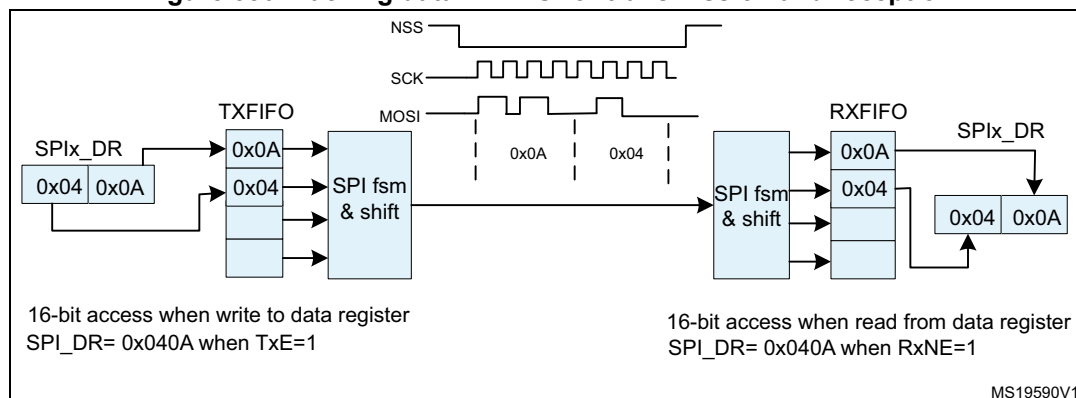 NSS
SCK
MOSI
TXFIFO
RXFIFO
SPIx_DR
SPIx_DR
0x04 0x0A
0x0A
0x04
SPI fsm
& shift
0x0A 0x04
SPI fsm
& shift
0x0A
0x04
0x04 0x0A
16-bit access when write to data register
SPI_DR= 0x040A when TxE=1
16-bit access when read from data register
SPI_DR= 0x040A when RxNE=1
MS19590V1